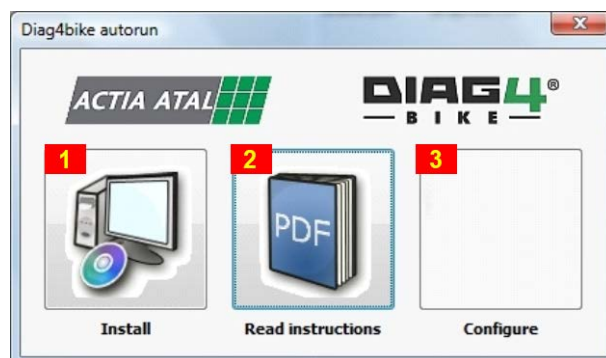 Diag4bike autorun
ACTIA ATAL
DIAG4®
BIKE
1
2
3
PDF
Install
Read instructions
Configure